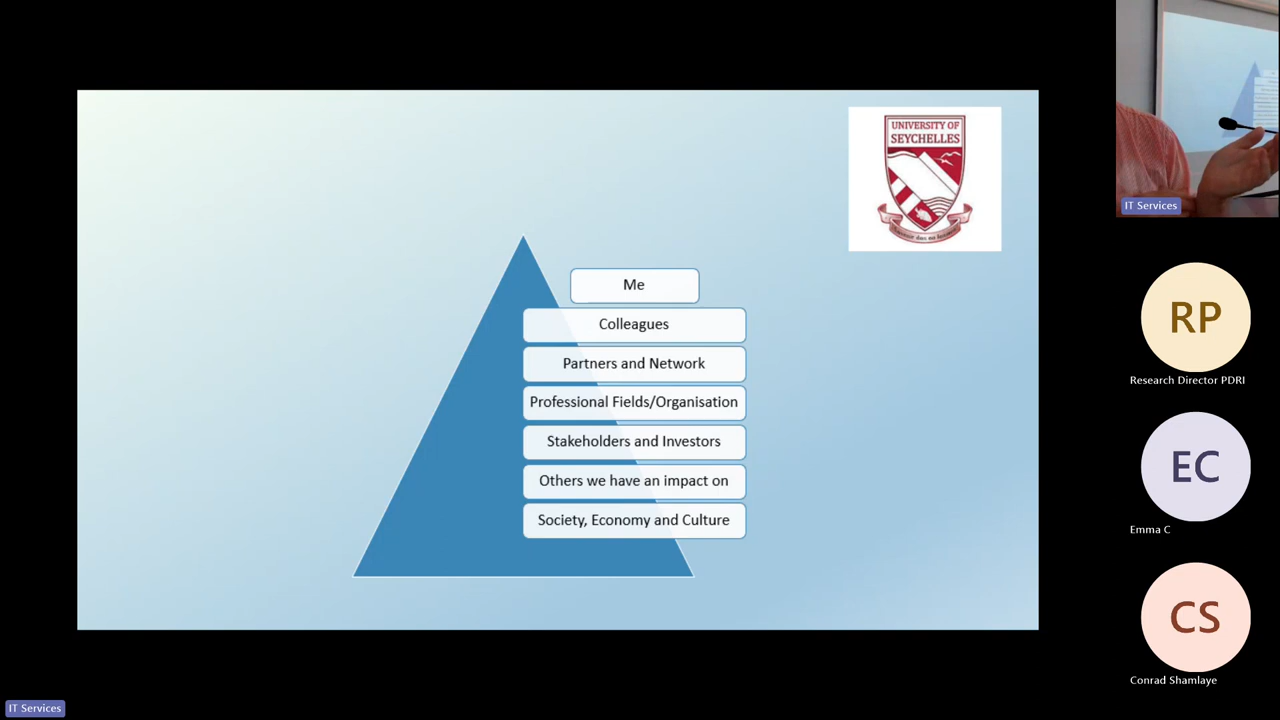 UNIVERSITY OF
SEYCHELLES
Me
Colleagues
Partners and Network
Professional Fields/Organisation
Stakeholders and Investors
Others we have an impact on
Society, Economy and Culture
IT Services
RP
Research Director PDRI
EC
Emma C
CS
Conrad Shamlaye
IT Services